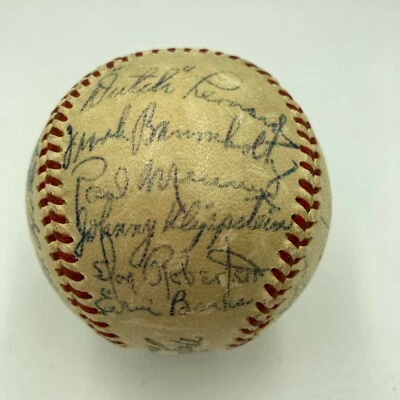 "Dutch" Leonard
Frank Baumholtz
Paul Minner
Johnny Klippstein
Ernie Banks